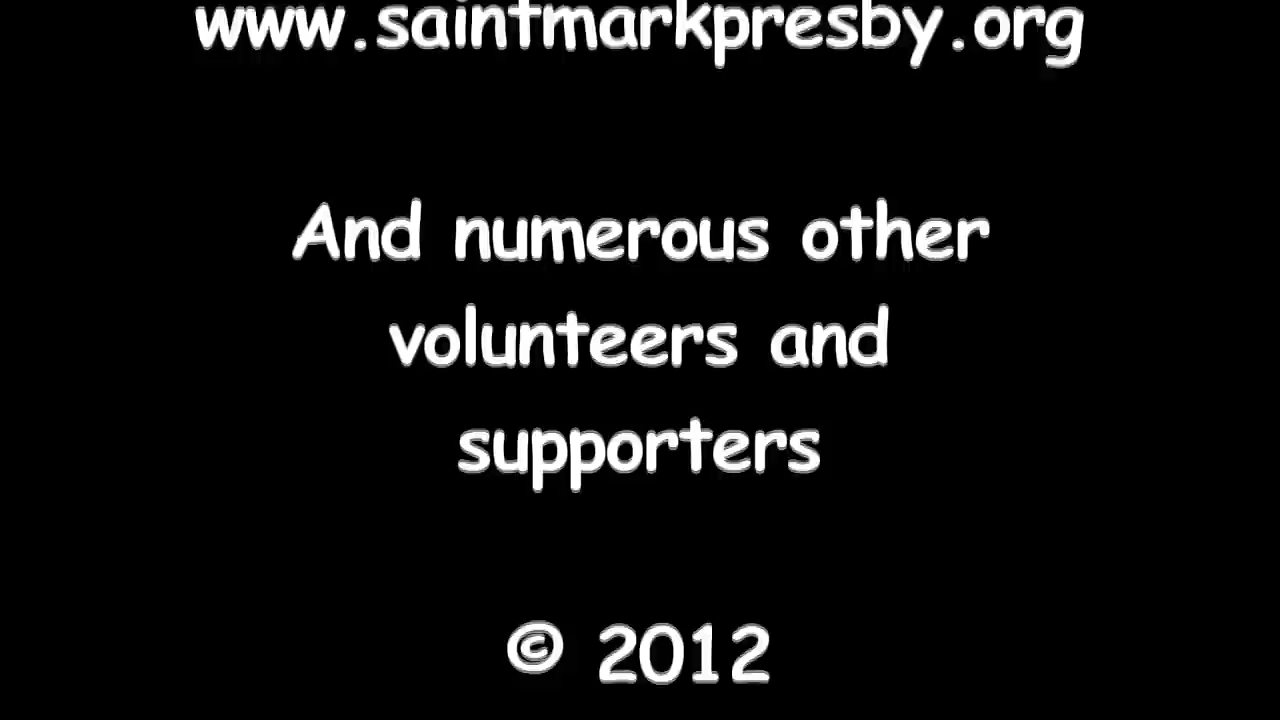 www.saintmarkpresby.org
And numerous other
volunteers and
supporters
© 2012